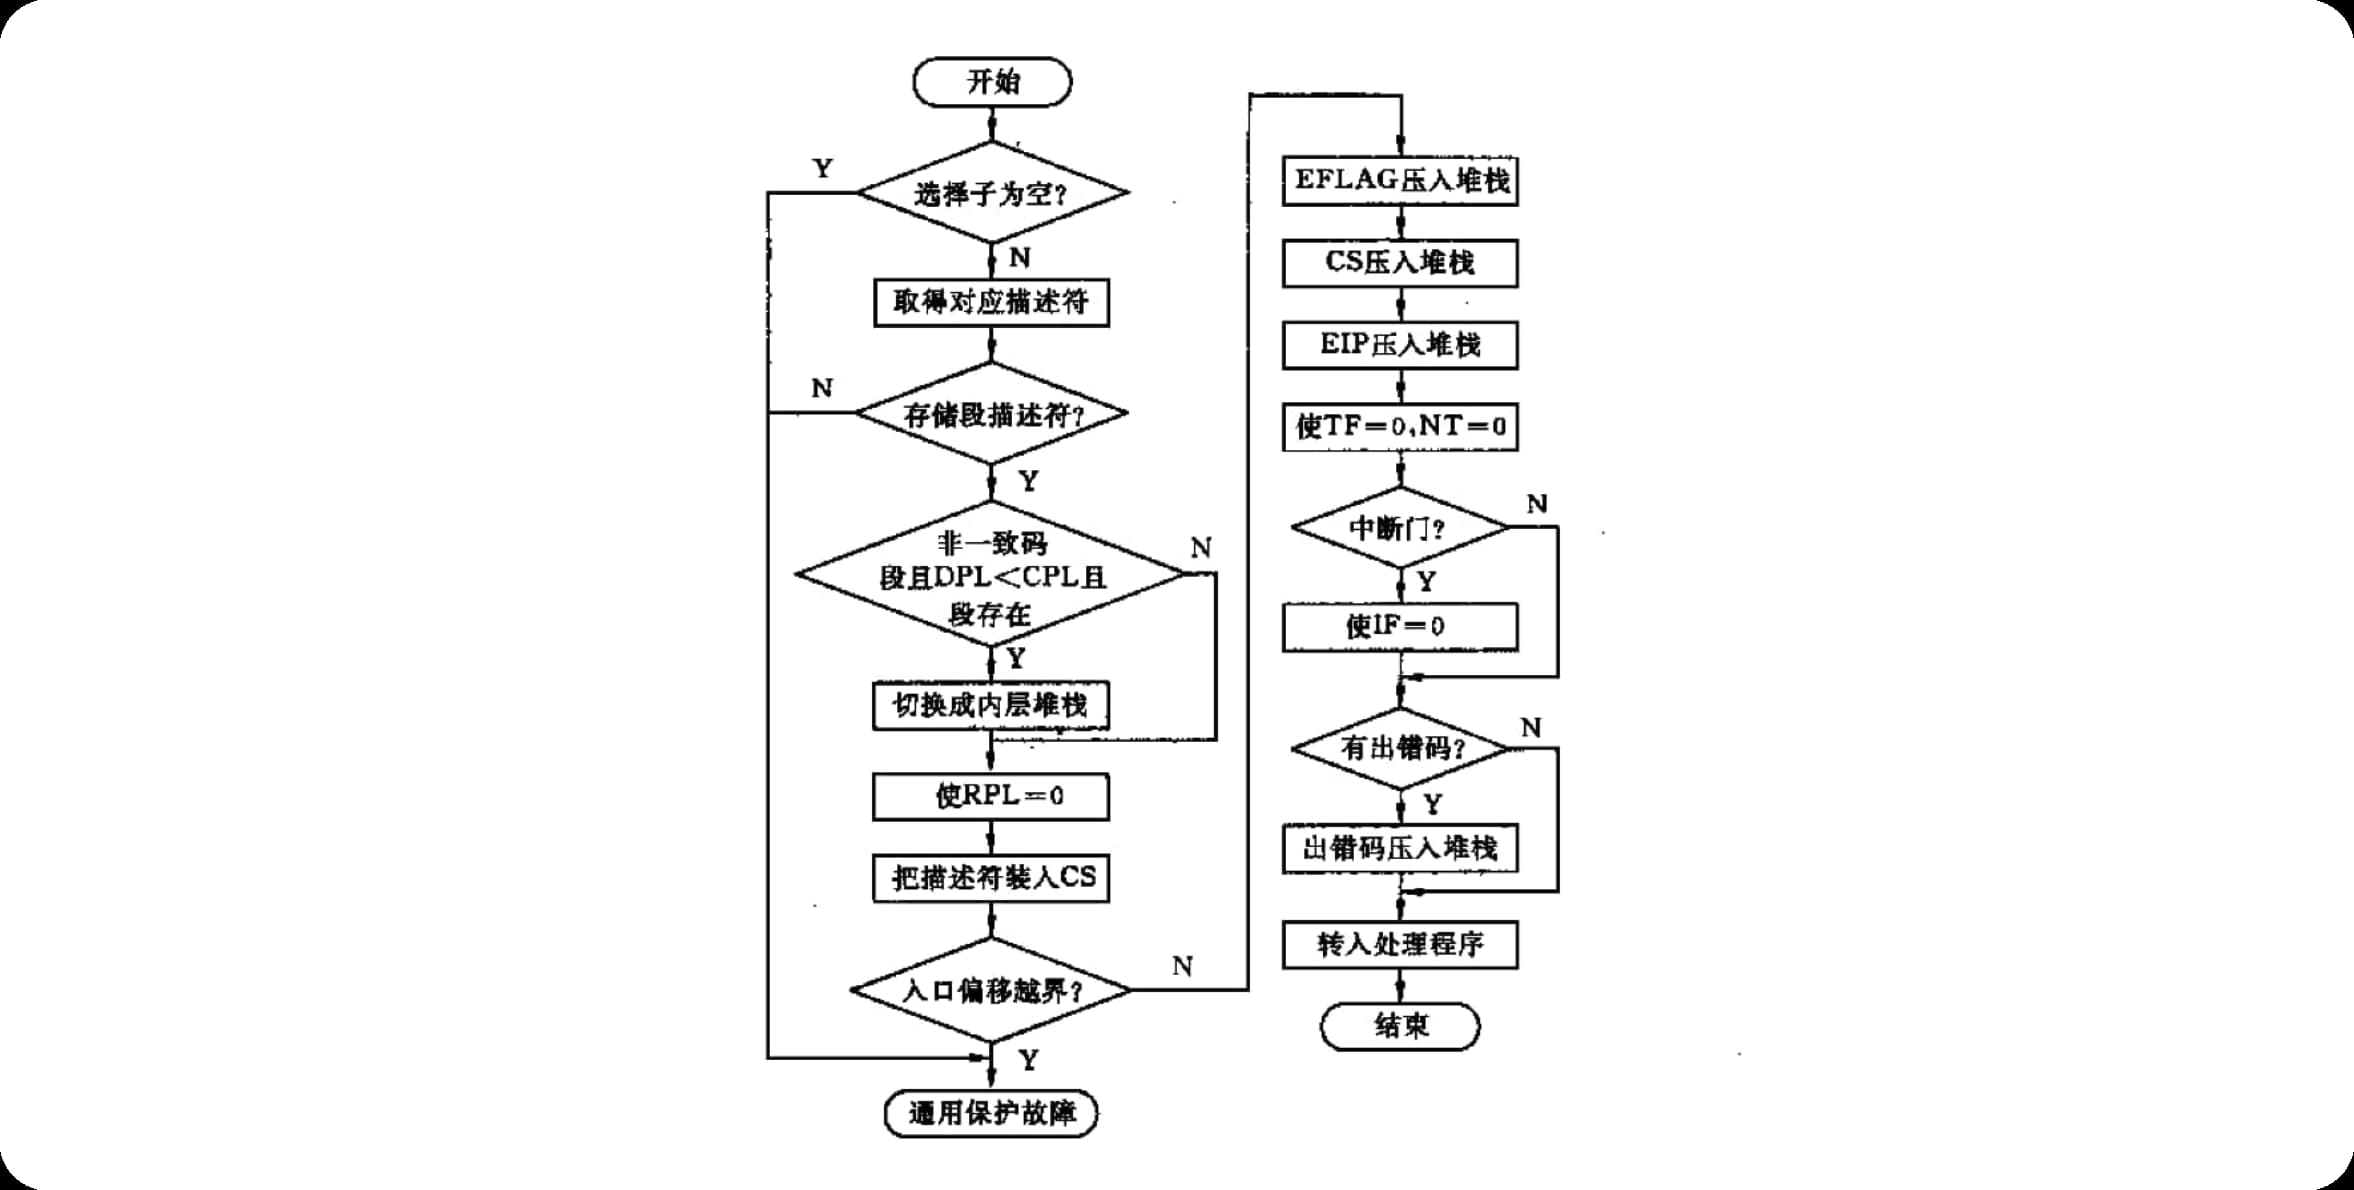 开始
Y
选择子为空?
N
取得对应描述符
N
存储段描述符?
Y
非一致码
段且DPL<CPL且
段存在
N
Y
切换成内层堆栈
使RPL=0
把描述符装入CS
入口偏移越界?
N
Y
通用保护故障
EFLAG压入堆栈
CS压入堆栈
EIP压入堆栈
使TF=0,NT=0
中断门?
N
Y
使IF=0
有出错码?
N
Y
出错码压入堆栈
转入处理程序
结束